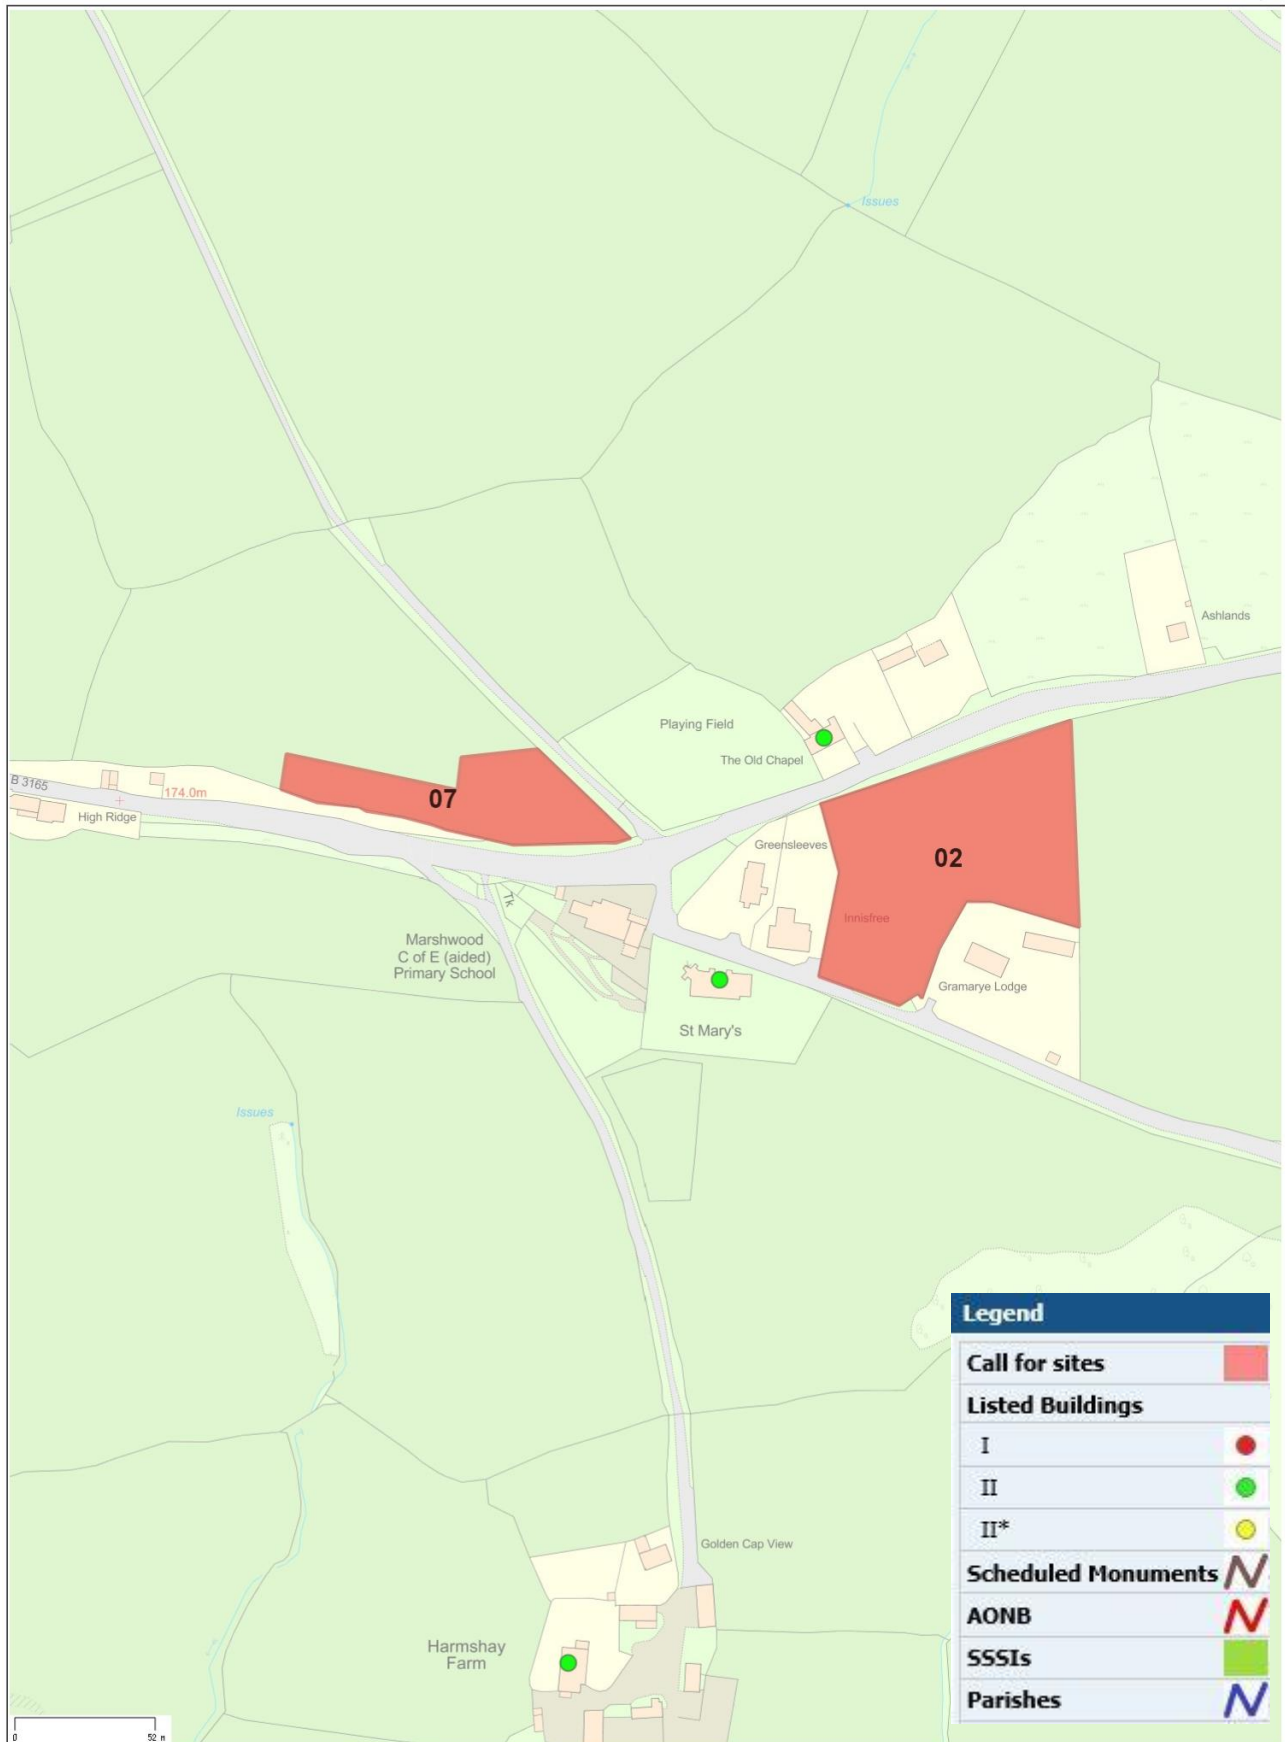 Issues
Ashlands
Playing Field
The Old Chapel
B 3165
174.0m
High Ridge
07
Greensleeves
02
Innisfree
Tk
Marshwood
C of E (aided)
Primary School
Gramarye Lodge
St Mary's
Issues
Golden Cap View
Harmshay
Farm
Legend
Call for sites
Listed Buildings
I
II
II*
Scheduled Monuments
AONB
SSSIs
Parishes
0 52 m